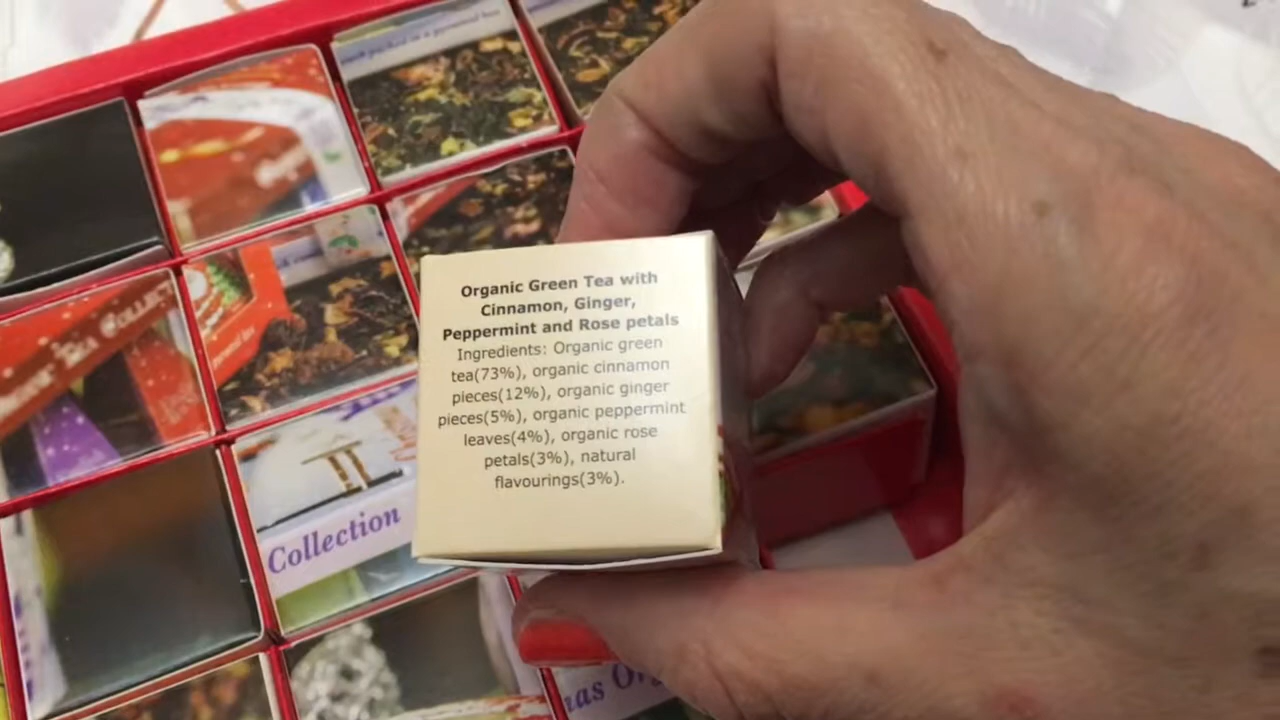 Organic Green Tea with
Cinnamon, Ginger,
Peppermint and Rose petals
Ingredients: Organic green
tea(73%), organic cinnamon
pieces(12%), organic ginger
pieces(5%), organic peppermint
leaves(4%), organic rose
petals(3%), natural
flavourings(3%).
Collection